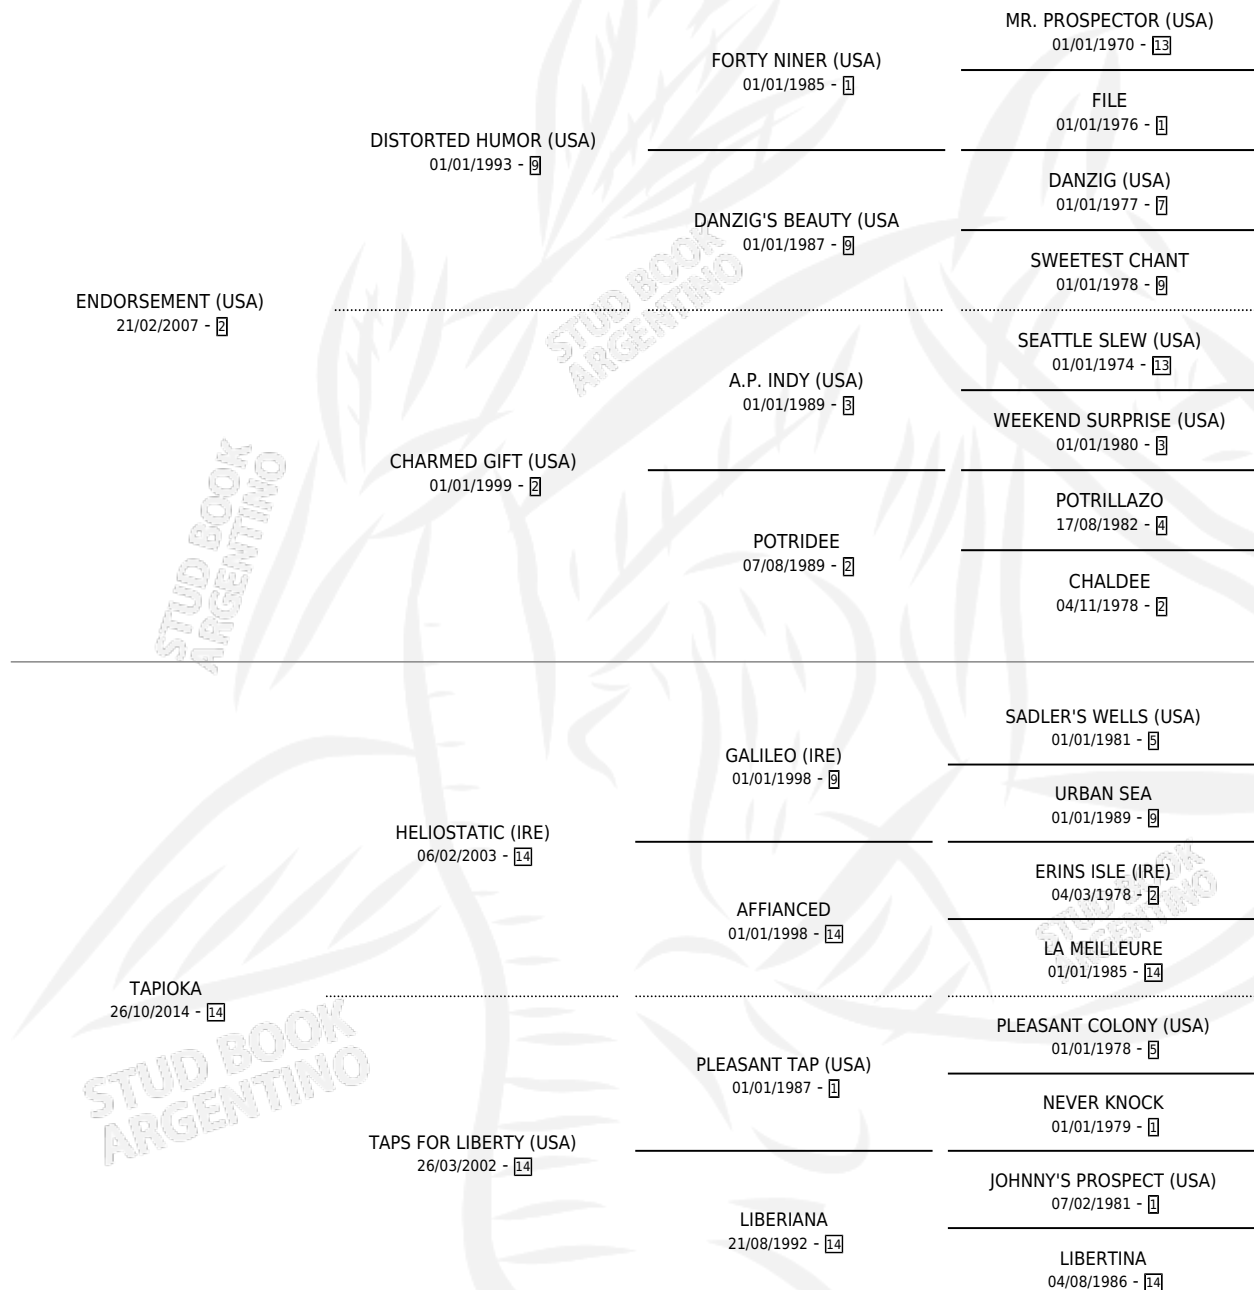 MR. PROSPECTOR (USA)
01/01/1970 - 13
FORTY NINER (USA)
01/01/1985 - 1
FILE
01/01/1976 - 1
DISTORTED HUMOR (USA)
01/01/1993 - 9
DANZIG (USA)
01/01/1977 - 7
DANZIG'S BEAUTY (USA
01/01/1987 - 9
SWEETEST CHANT
01/01/1978 - 9
ENDORSEMENT (USA)
21/02/2007 - 2
SEATTLE SLEW (USA)
01/01/1974 - 13
A.P. INDY (USA)
01/01/1989 - 3
WEEKEND SURPRISE (USA)
01/01/1980 - 3
CHARMED GIFT (USA)
01/01/1999 - 2
POTRILLAZO
17/08/1982 - 4
POTRIDEE
07/08/1989 - 2
CHALDEE
04/11/1978 - 2
SADLER'S WELLS (USA)
01/01/1981 - 5
GALILEO (IRE)
01/01/1998 - 9
URBAN SEA
01/01/1989 - 9
HELIOSTATIC (IRE)
06/02/2003 - 14
ERINS ISLE (IRE)
04/03/1978 - 2
AFFIANCED
01/01/1998 - 14
LA MEILLEURE
01/01/1985 - 14
TAPIOKA
26/10/2014 - 14
PLEASANT COLONY (USA)
01/01/1978 - 5
PLEASANT TAP (USA)
01/01/1987 - 1
NEVER KNOCK
01/01/1979 - 1
TAPS FOR LIBERTY (USA)
26/03/2002 - 14
JOHNNY'S PROSPECT (USA)
07/02/1981 - 1
LIBERIANA
21/08/1992 - 14
LIBERTINA
04/08/1986 - 14
STUD BOOK
ARGENTINO
STUD BOOK
ARGENTINO
STUD BOOK
ARGENTINO
STUD BOOK
ARGENTINO